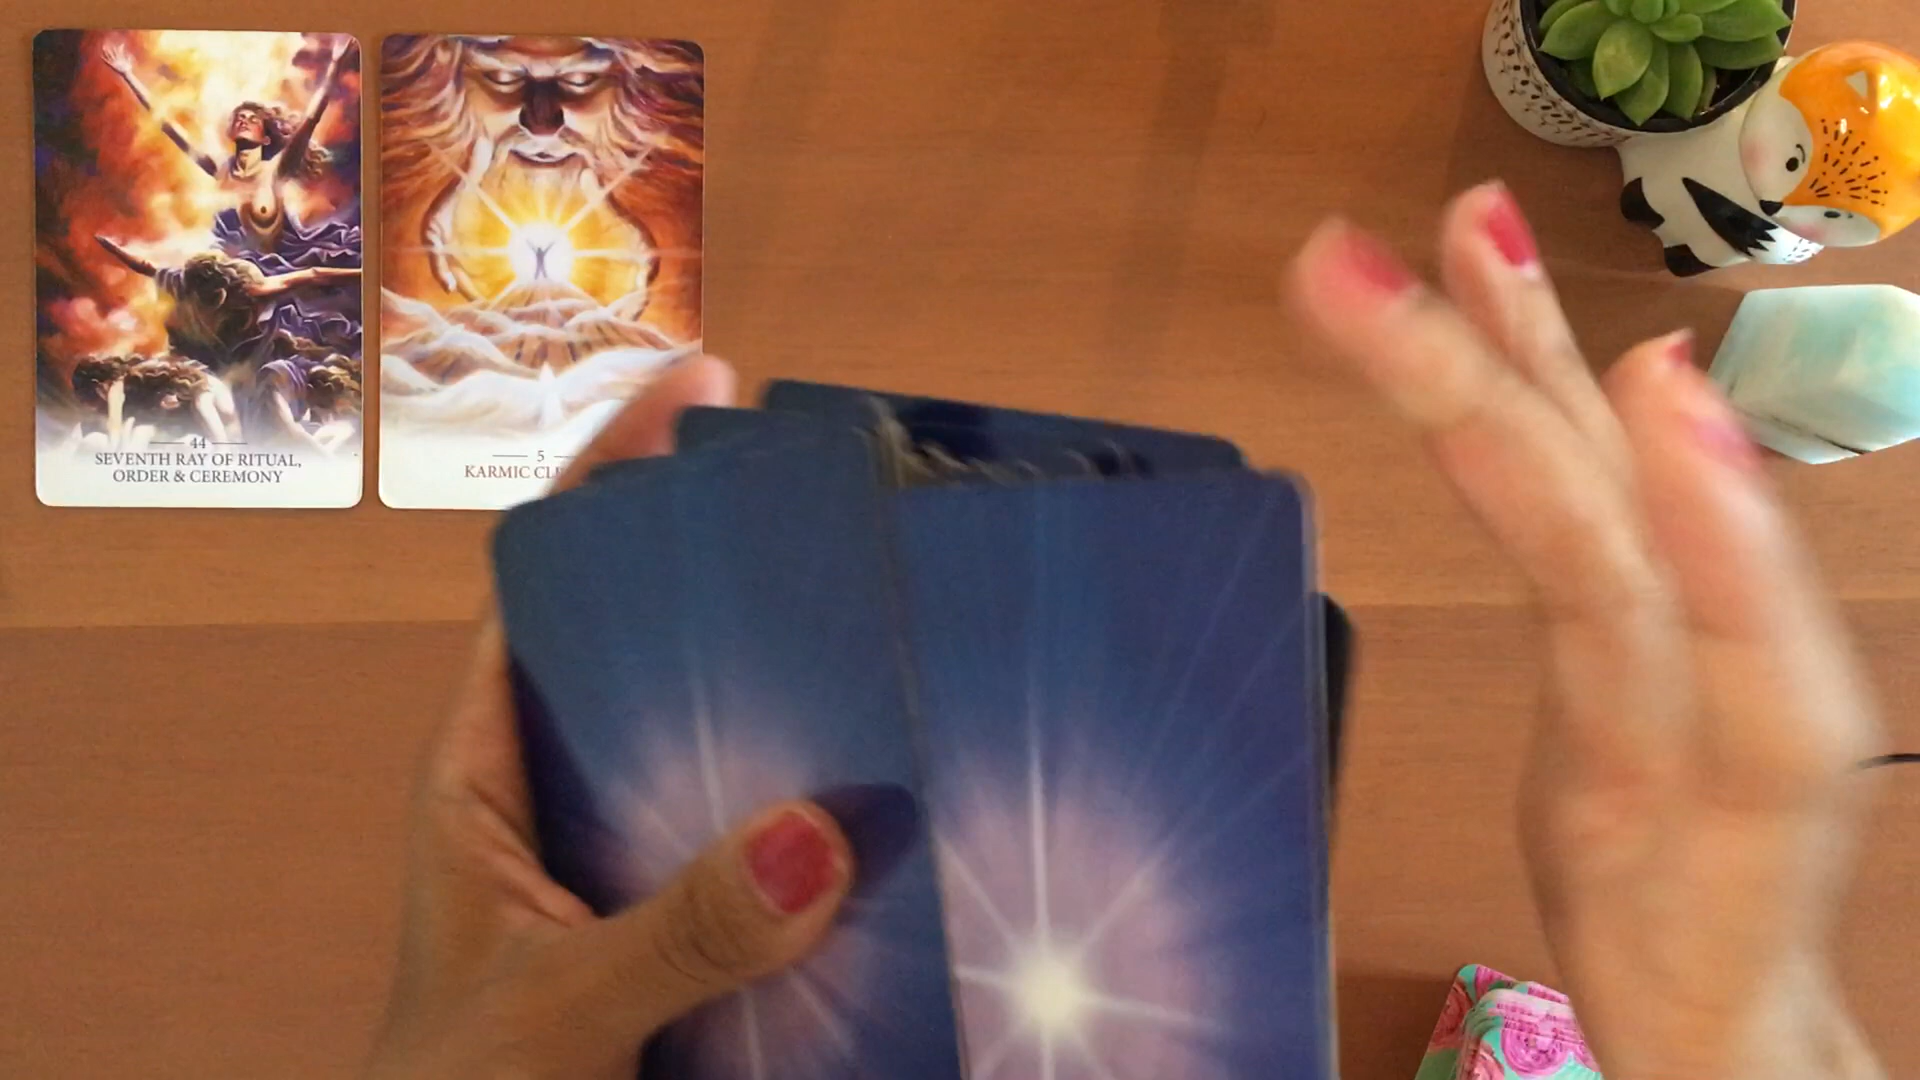 44
SEVENTH RAY OF RITUAL,
ORDER & CEREMONY
5
KARMIC